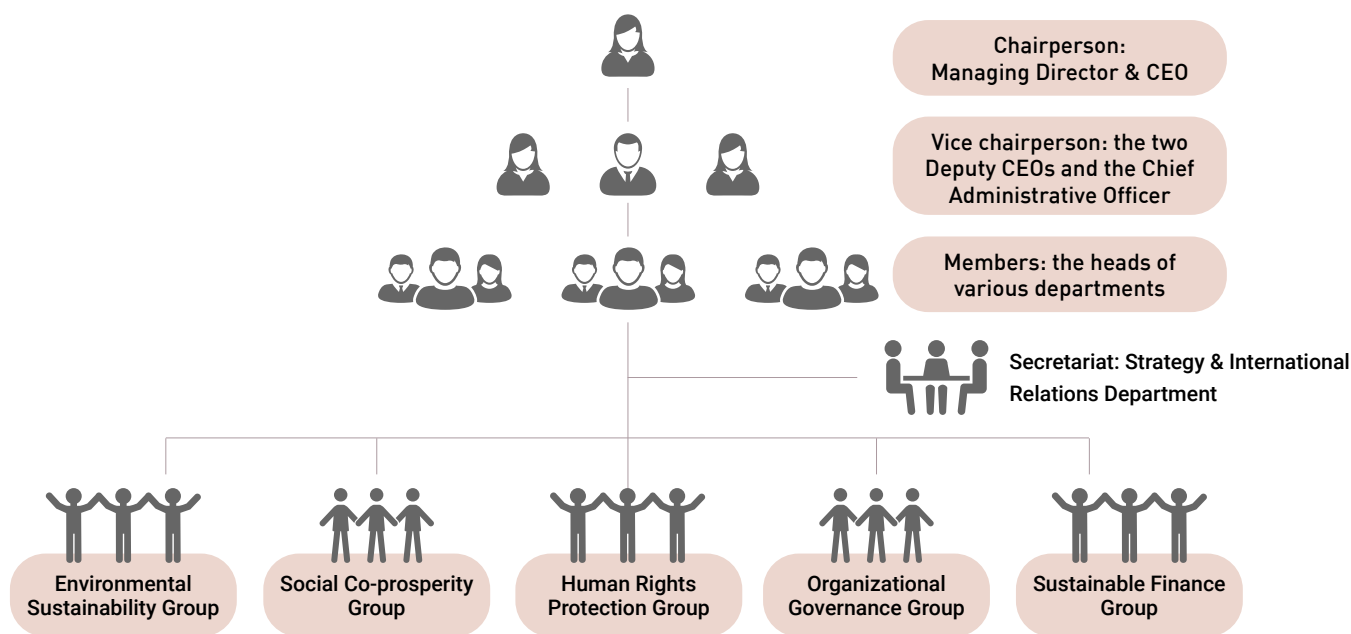 Chairperson:
Managing Director & CEO
Vice chairperson: the two
Deputy CEOs and the Chief
Administrative Officer
Members: the heads of
various departments
Secretariat: Strategy & International
Relations Department
Environmental
Sustainability Group
Social Co-prosperity
Group
Human Rights
Protection Group
Organizational
Governance Group
Sustainable Finance
Group